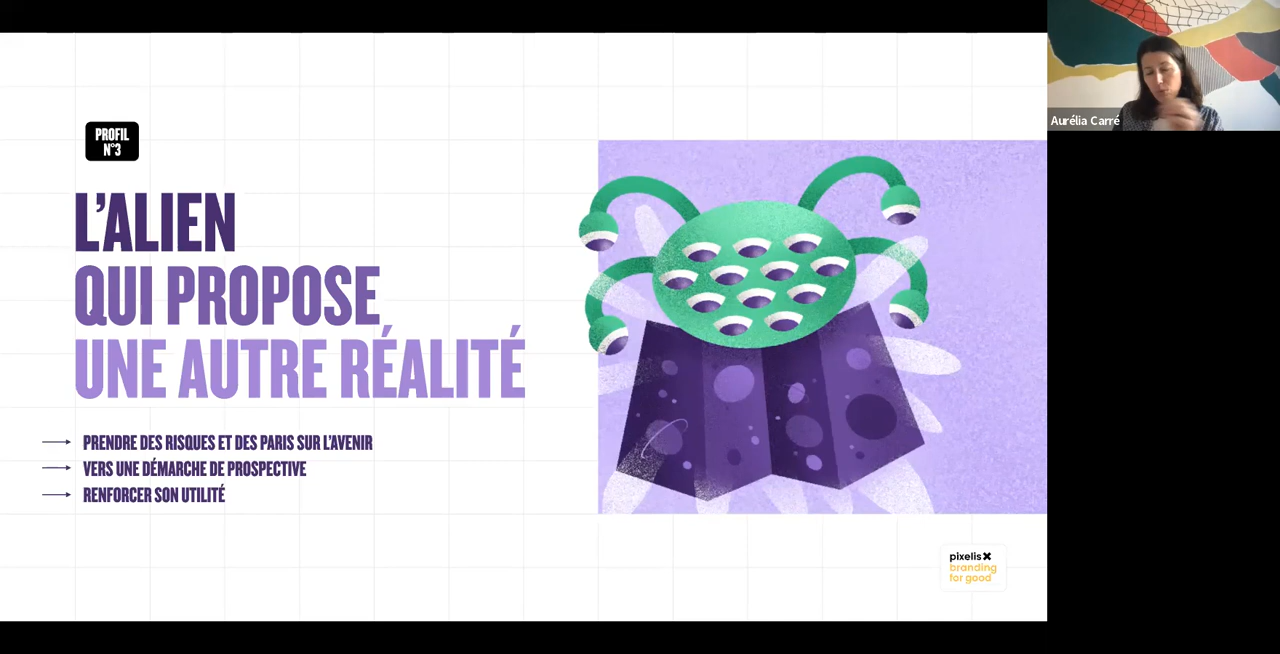 PROFIL
N°3
L’ALIEN
QUI PROPOSE
UNE AUTRE RÉALITÉ
PRENDRE DES RISQUES ET DES PARIS SUR L’AVENIR
VERS UNE DÉMARCHE DE PROSPECTIVE
RENFORCER SON UTILITÉ
pixelis
branding
for good
Aurélia Carré